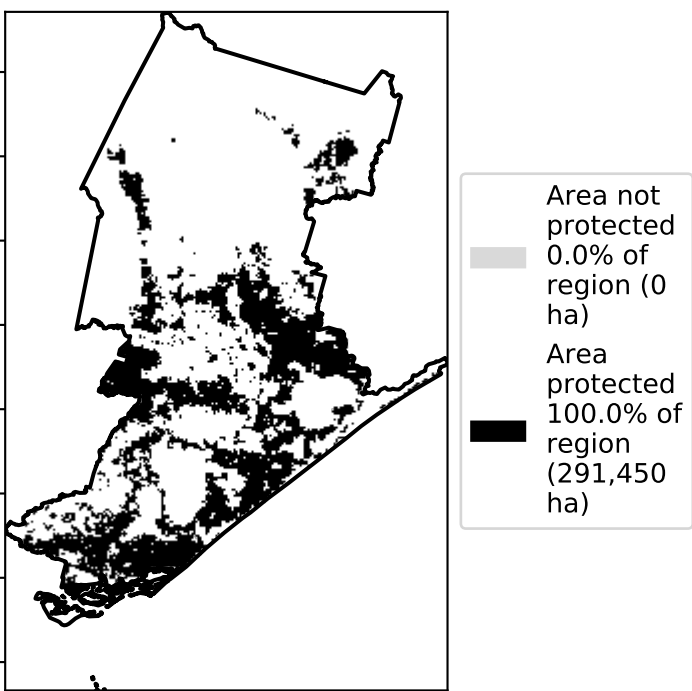 Area not
protected
0.0% of
region (0
ha)
Area
protected
100.0% of
region
(291,450
ha)